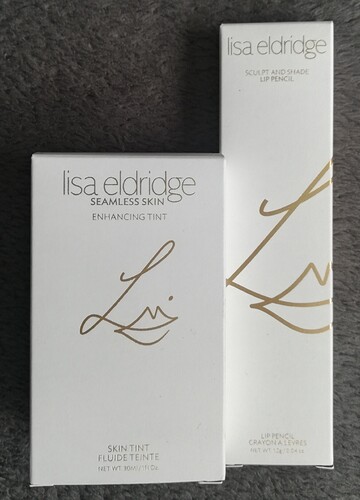 lisa eldridge
SEAMLESS SKIN
ENHANCING TINT
SKIN TINT
FLUIDE TEINTE
lisa eldridge
SCULPT AND SHADE
LIP PENCIL
LIP PENCIL
CRAYON A LEVRES